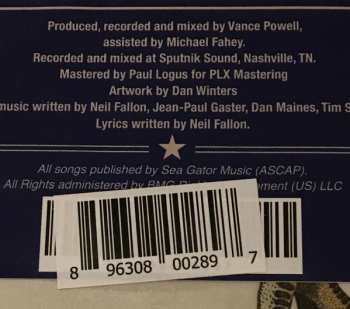 Produced, recorded and mixed by Vance Powell,
assisted by Michael Fahey.
Recorded and mixed at Sputnik Sound, Nashville, TN.
Mastered by Paul Logus for PLX Mastering
Artwork by Dan Winters
music written by Neil Fallon, Jean-Paul Gaster, Dan Maines, Tim S
Lyrics written by Neil Fallon.
All songs published by Sea Gator Music (ASCAP).
All Rights administered by BMG (US) LLC
8 96308 00289 7